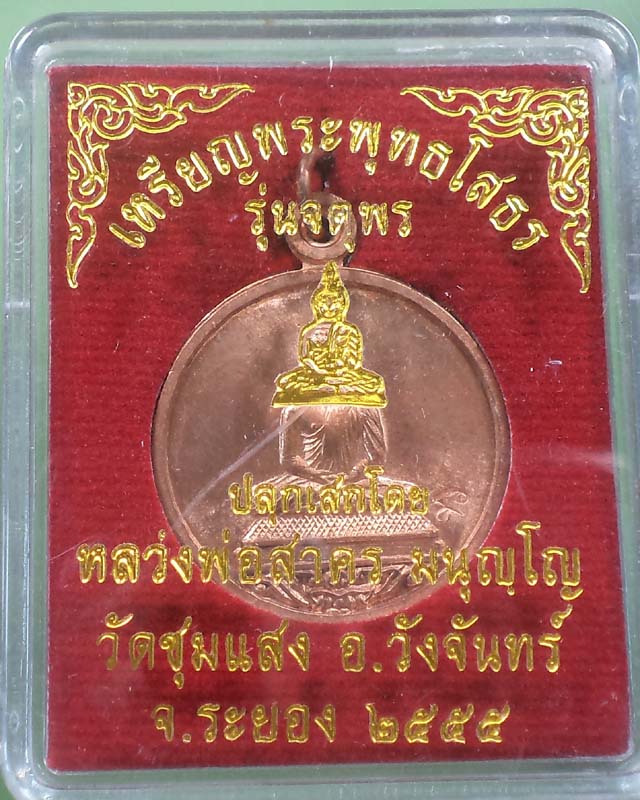 เหรียญพระพุทธโสธร
รุ่นจตุพร
ปลุกเสกโดย
หลวงพ่อสาคร มนุญฺโญ
วัดชุมแสง อ.วังจันทร์
จ.ระยอง ๒๕๕๕